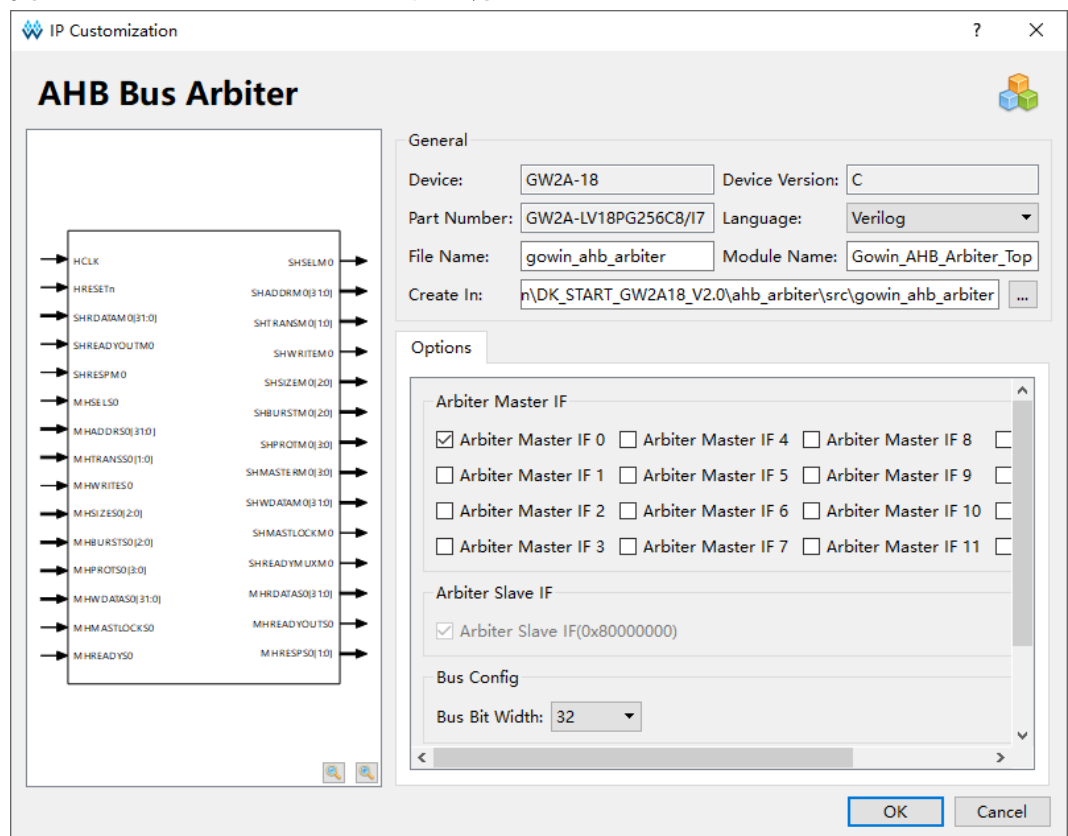 IP Customization
AHB Bus Arbiter
HCLK
HRESETn
SHRDATAM0[31:0]
SHREADYOUTM0
SHRESPM0
MHSELS0
MHADDRS0[31:0]
MHTRANSS0[1:0]
MHWRITES0
MHSIZES0[2:0]
MHBURSTS0[2:0]
MHPROTS0[3:0]
MHWDATAS0[31:0]
MHMASTLOCKS0
MHREADYS0
SHSELM0
SHADDRM0[31:0]
SHTRANSM0[1:0]
SHWRITEM0
SHSIZEM0[2:0]
SHBURSTM0[2:0]
SHPROTM0[3:0]
SHMASTERM0[3:0]
SHWDATAM0[31:0]
SHMASTLOCKM0
SHREADYMUXM0
MHRDATAS0[31:0]
MHREADYOUTS0
MHRESPS0[1:0]
General
Device: GW2A-18 Device Version: C
Part Number: GW2A-LV18PG256C8/I7 Language: Verilog
File Name: gowin_ahb_arbiter Module Name: Gowin_AHB_Arbiter_Top
Create In: n\DK_START_GW2A18_V2.0\ahb_arbiter\src\gowin_ahb_arbiter ...
Options
Arbiter Master IF
Arbiter Master IF 0 Arbiter Master IF 4 Arbiter Master IF 8
Arbiter Master IF 1 Arbiter Master IF 5 Arbiter Master IF 9
Arbiter Master IF 2 Arbiter Master IF 6 Arbiter Master IF 10
Arbiter Master IF 3 Arbiter Master IF 7 Arbiter Master IF 11
Arbiter Slave IF
Arbiter Slave IF(0x80000000)
Bus Config
Bus Bit Width: 32
OK Cancel